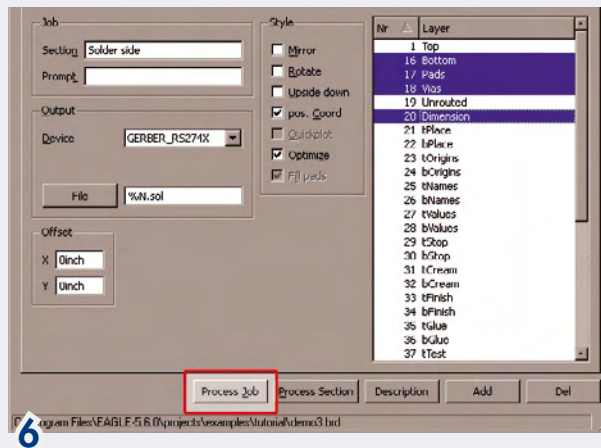 Job
Section Solder side
Prompt
Output
Device GERBER_RS274X
File %N.sol
Offset
X 0inch
Y 0inch
Style
Mirror
Rotate
Upside down
pos. Coord
Quickplot
Optimize
Fill pads
Nr Layer
1 Top
16 Bottom
17 Pads
18 Vias
19 Unrouted
20 Dimension
21 tPlace
22 bPlace
23 tOrigins
24 bOrigins
25 tNames
26 bNames
27 tValues
28 bValues
29 tStop
30 bStop
31 tCream
32 bCream
33 tFinish
34 bFinish
35 tGlue
36 bGlue
37 tTest
Process Job Process Section Description Add Del
ogram Files\EAGLE-5.6.0\projects\examples\tutorial\demo3.brd
6